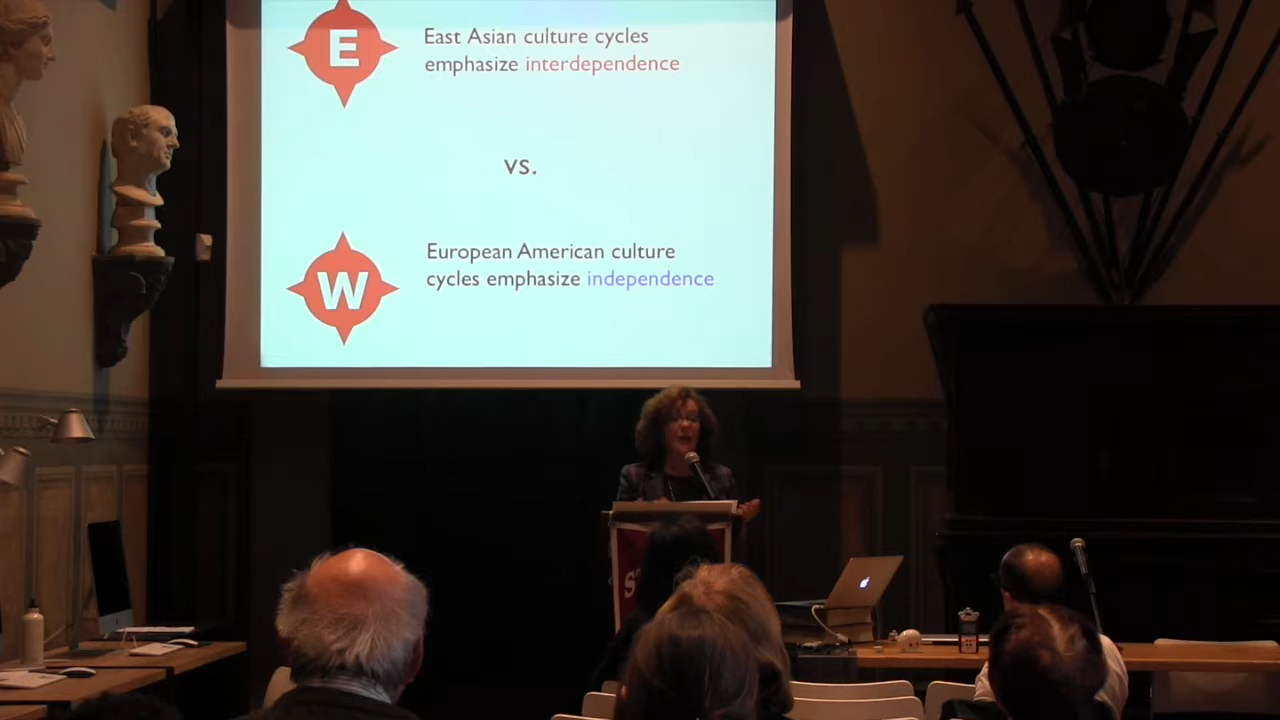 E
East Asian culture cycles
emphasize interdependence
vs.
W
European American culture
cycles emphasize independence